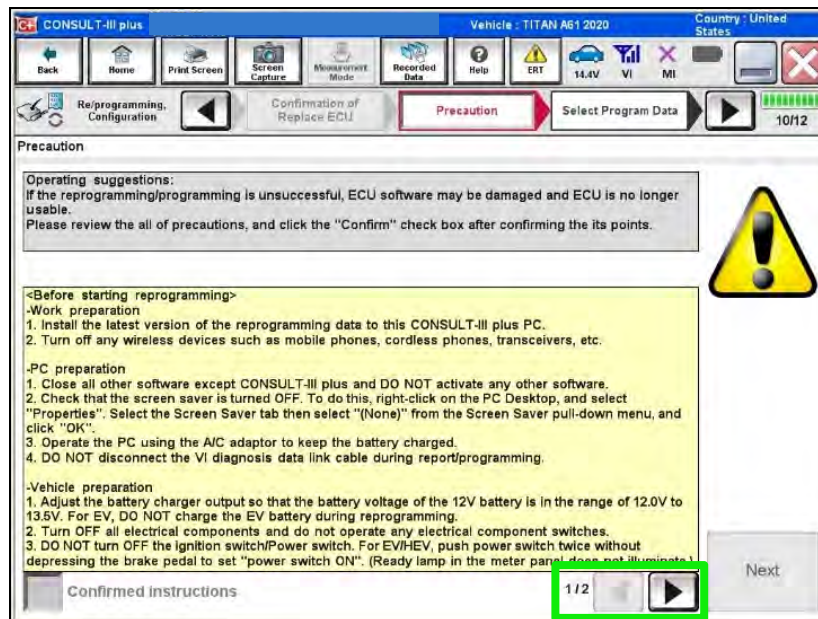 C+ CONSULT-III plus
Vehicle : TITAN A61 2020
Country : United States
Back
Home
Print Screen
Screen Capture
Measurement Mode
Recorded Data
Help
ERT
14.4V
VI
MI
Re/programming, Configuration
Confirmation of Replace ECU
Precaution
Select Program Data
10/12
Precaution
Operating suggestions:
If the reprogramming/programming is unsuccessful, ECU software may be damaged and ECU is no longer
usable.
Please review the all of precautions, and click the "Confirm" check box after confirming the its points.
<Before starting reprogramming>
-Work preparation
1. Install the latest version of the reprogramming data to this CONSULT-III plus PC.
2. Turn off any wireless devices such as mobile phones, cordless phones, transceivers, etc.
-PC preparation
1. Close all other software except CONSULT-III plus and DO NOT activate any other software.
2. Check that the screen saver is turned OFF. To do this, right-click on the PC Desktop, and select
"Properties". Select the Screen Saver tab then select "(None)" from the Screen Saver pull-down menu, and
click "OK".
3. Operate the PC using the A/C adaptor to keep the battery charged.
4. DO NOT disconnect the VI diagnosis data link cable during report/programming.
-Vehicle preparation
1. Adjust the battery charger output so that the battery voltage of the 12V battery is in the range of 12.0V to
13.5V. For EV, DO NOT charge the EV battery during reprogramming.
2. Turn OFF all electrical components and do not operate any electrical component switches.
3. DO NOT turn OFF the ignition switch/Power switch. For EV/HEV, push power switch twice without
depressing the brake pedal to set "power switch ON". (Ready lamp in the meter panel does not illuminate.)
Confirmed instructions
1/2
Next